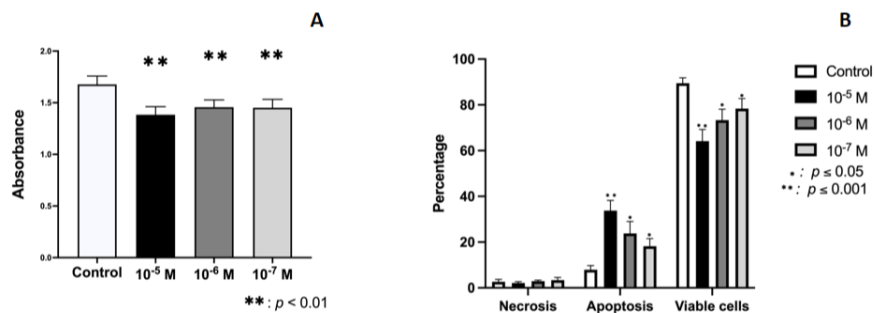 A
2.0
**
**
**
1.5
1.0
0.5
0.0
Absorbance
Control
10-5 M
10-6 M
10-7 M
**: p < 0.01
B
100
80
60
40
20
0
Percentage
**
*
*
**
*
*
Necrosis
Apoptosis
Viable cells
Control
10-5 M
10-6 M
10-7 M
*: p ≤ 0.05
**: p ≤ 0.001